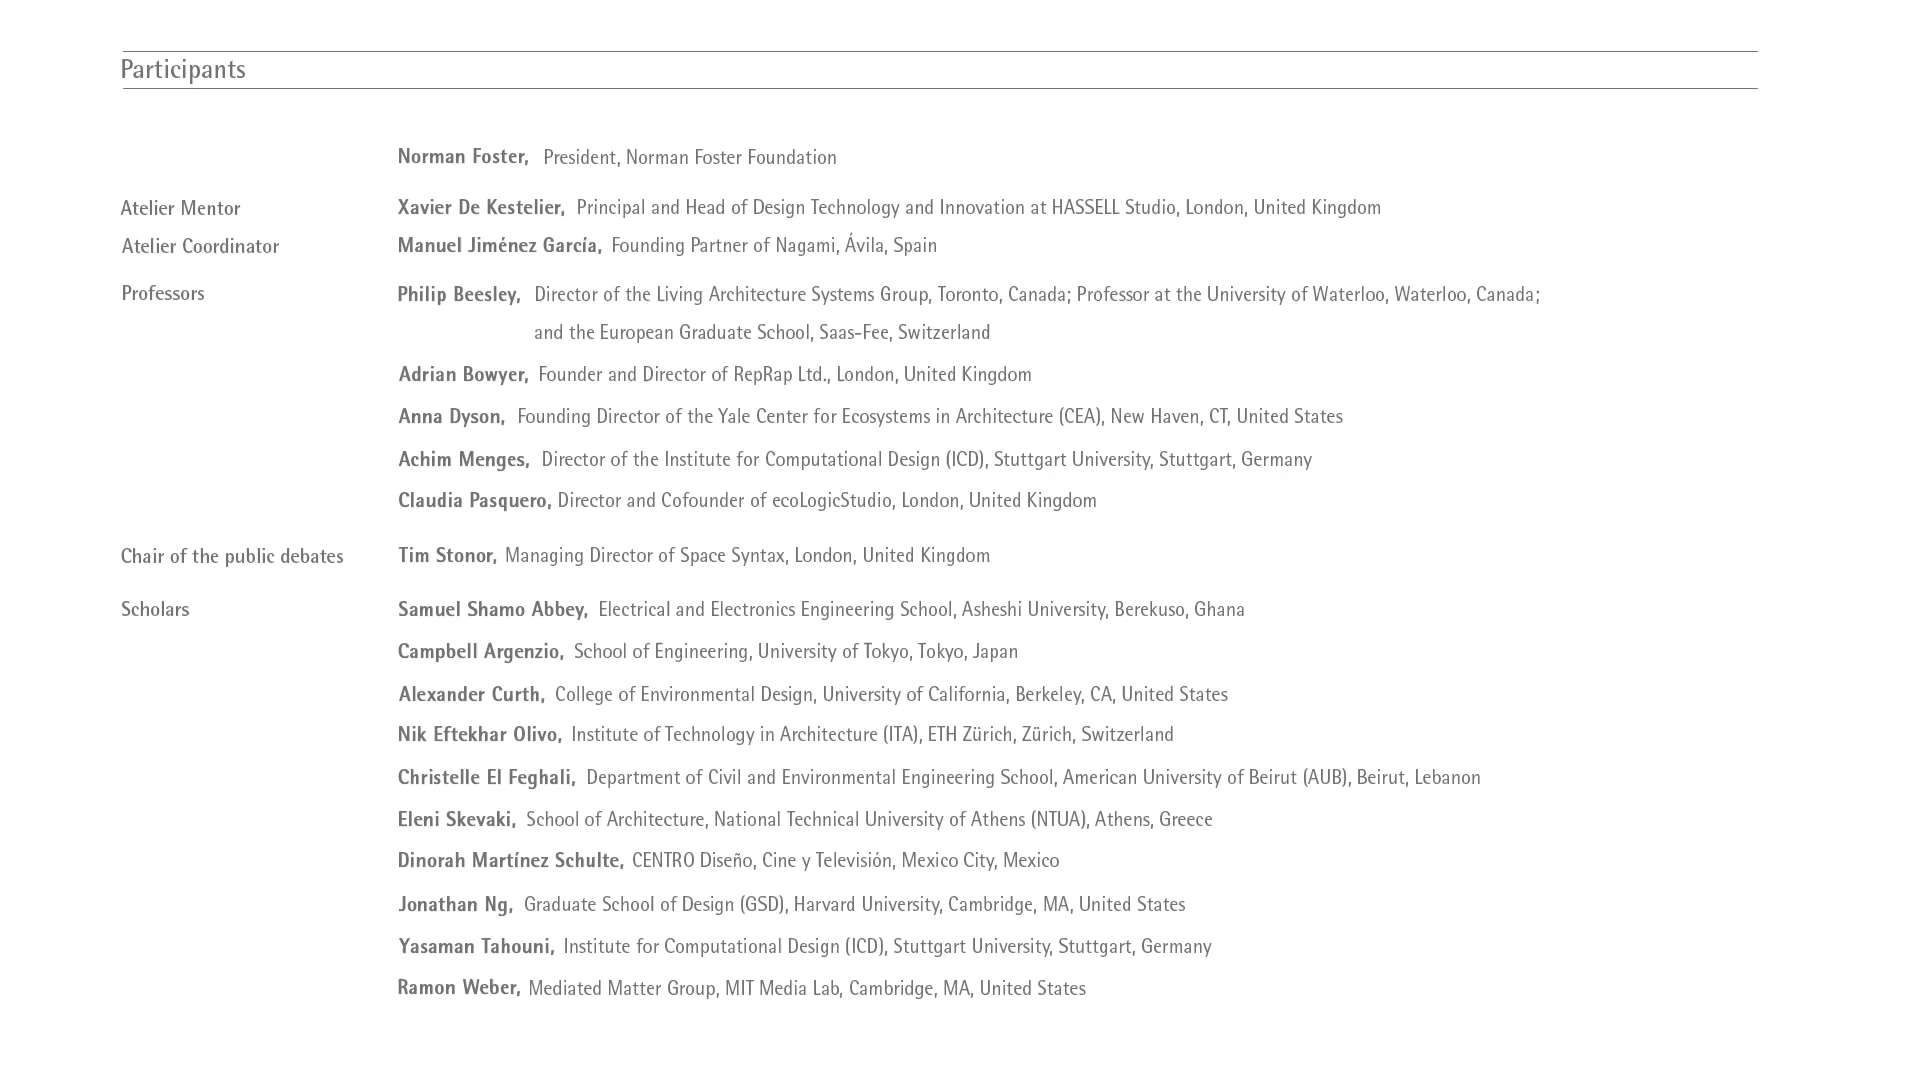 Participants
Norman Foster, President, Norman Foster Foundation
Atelier Mentor Xavier De Kestelier, Principal and Head of Design Technology and Innovation at HASSELL Studio, London, United Kingdom
Atelier Coordinator Manuel Jiménez García, Founding Partner of Nagami, Ávila, Spain
Professors Philip Beesley, Director of the Living Architecture Systems Group, Toronto, Canada; Professor at the University of Waterloo, Waterloo, Canada;
and the European Graduate School, Saas-Fee, Switzerland
Adrian Bowyer, Founder and Director of RepRap Ltd., London, United Kingdom
Anna Dyson, Founding Director of the Yale Center for Ecosystems in Architecture (CEA), New Haven, CT, United States
Achim Menges, Director of the Institute for Computational Design (ICD), Stuttgart University, Stuttgart, Germany
Claudia Pasquero, Director and Cofounder of ecoLogicStudio, London, United Kingdom
Chair of the public debates Tim Stonor, Managing Director of Space Syntax, London, United Kingdom
Scholars Samuel Shamo Abbey, Electrical and Electronics Engineering School, Asheshi University, Berekuso, Ghana
Campbell Argenzio, School of Engineering, University of Tokyo, Tokyo, Japan
Alexander Curth, College of Environmental Design, University of California, Berkeley, CA, United States
Nik Eftekhar Olivo, Institute of Technology in Architecture (ITA), ETH Zürich, Zürich, Switzerland
Christelle El Feghali, Department of Civil and Environmental Engineering School, American University of Beirut (AUB), Beirut, Lebanon
Eleni Skevaki, School of Architecture, National Technical University of Athens (NTUA), Athens, Greece
Dinorah Martínez Schulte, CENTRO Diseño, Cine y Televisión, Mexico City, Mexico
Jonathan Ng, Graduate School of Design (GSD), Harvard University, Cambridge, MA, United States
Yasaman Tahouni, Institute for Computational Design (ICD), Stuttgart University, Stuttgart, Germany
Ramon Weber, Mediated Matter Group, MIT Media Lab, Cambridge, MA, United States